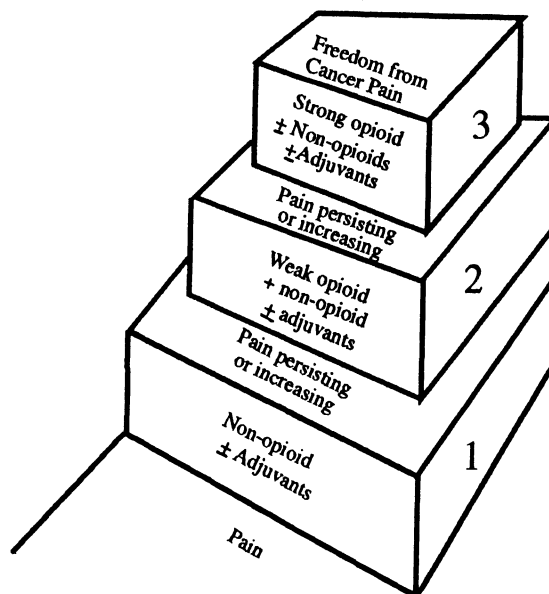 Freedom from
Cancer Pain
Strong opioid
± Non-opioids
±Adjuvants
3
Pain persisting
or increasing
Weak opioid
+ non-opioid
± adjuvants
2
Pain persisting
or increasing
Non-opioid
± Adjuvants
1
Pain